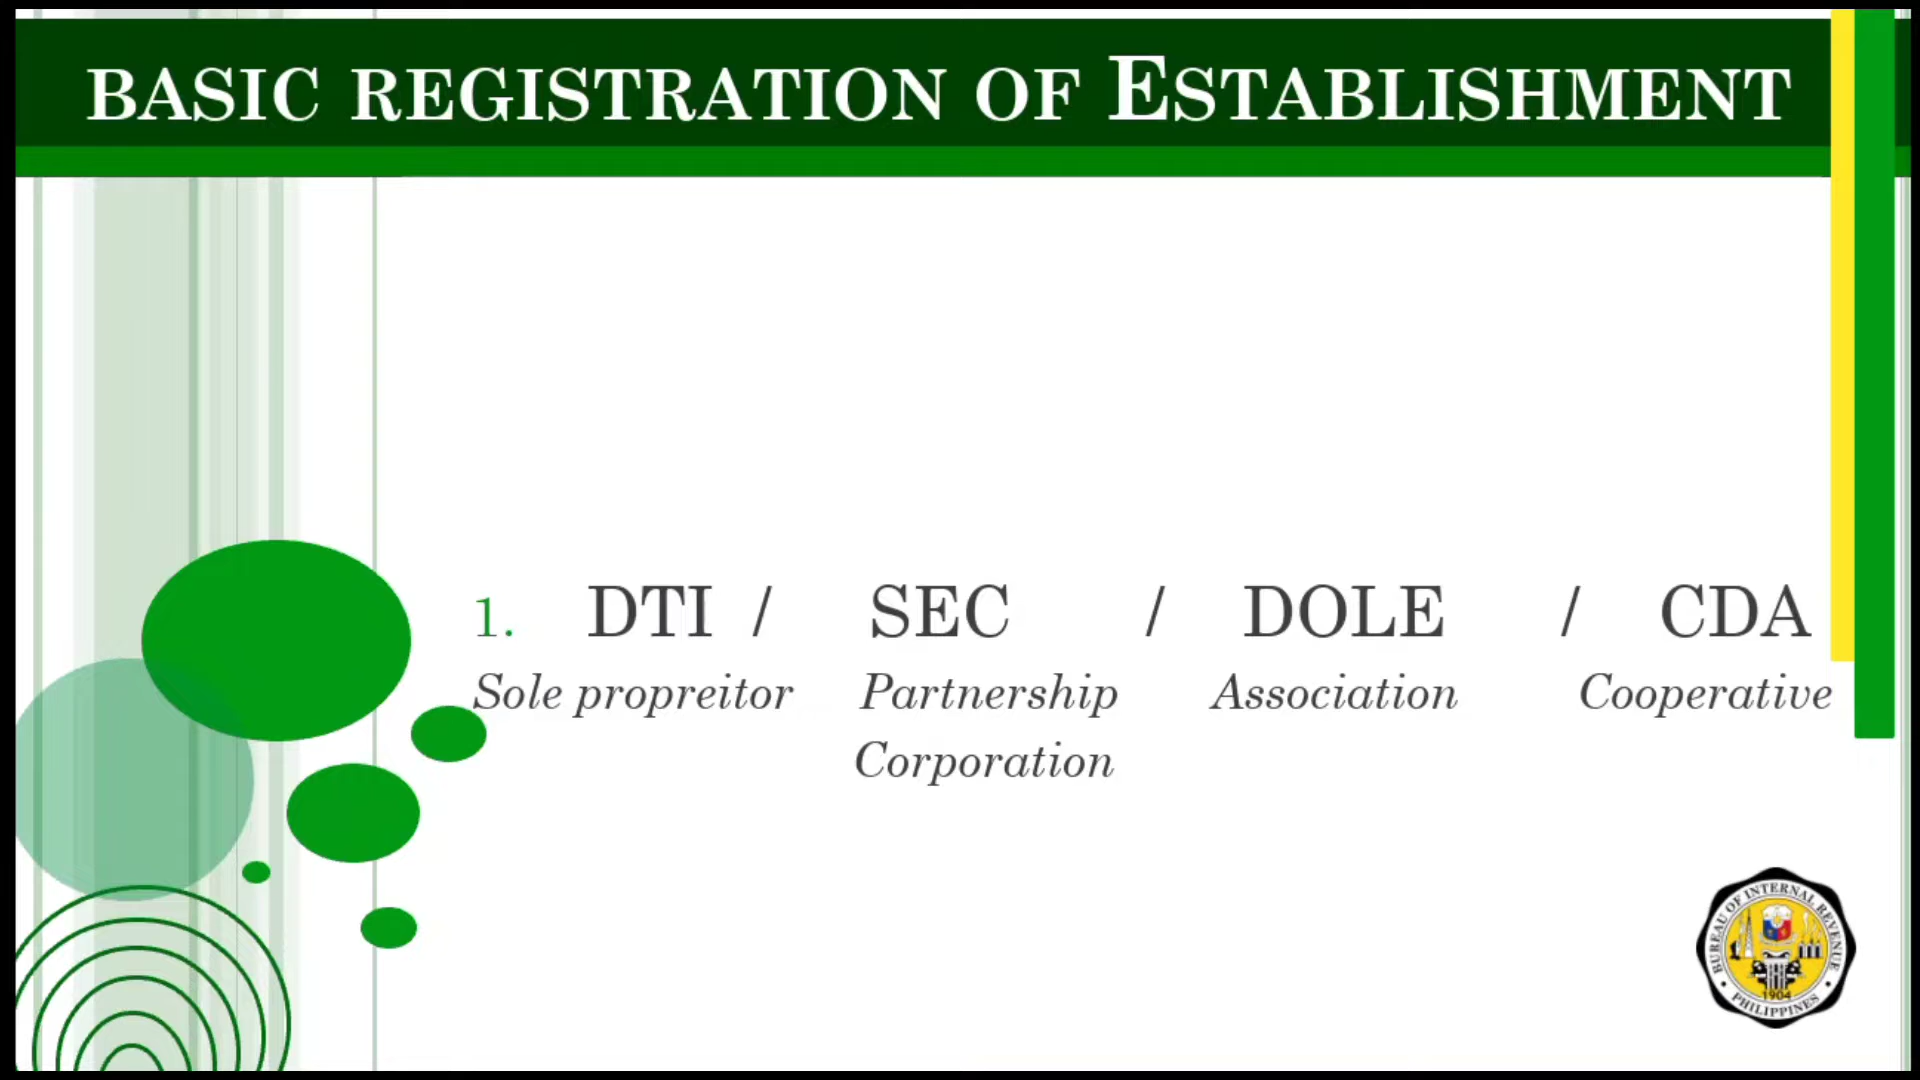 BASIC REGISTRATION OF ESTABLISHMENT
1. DTI / SEC / DOLE / CDA
Sole propreitor Partnership Association Cooperative
Corporation
BUREAU OF INTERNAL REVENUE
1904
PHILIPPINES